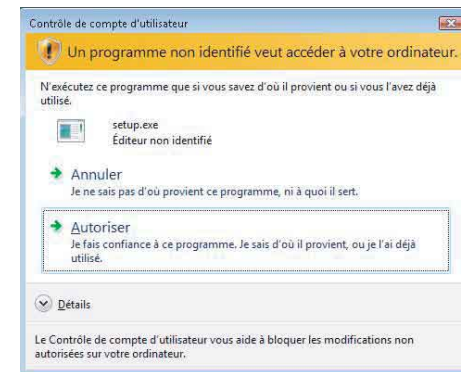 Contrôle de compte d'utilisateur
Un programme non identifié veut accéder à votre ordinateur.
N'exécutez ce programme que si vous savez d'où il provient ou si vous l'avez déjà
utilisé.
setup.exe
Éditeur non identifié
Annuler
Je ne sais pas d'où provient ce programme, ni à quoi il sert.
Autoriser
Je fais confiance à ce programme. Je sais d'où il provient, ou je l'ai déjà
utilisé.
Détails
Le Contrôle de compte d'utilisateur vous aide à bloquer les modifications non
autorisées sur votre ordinateur.